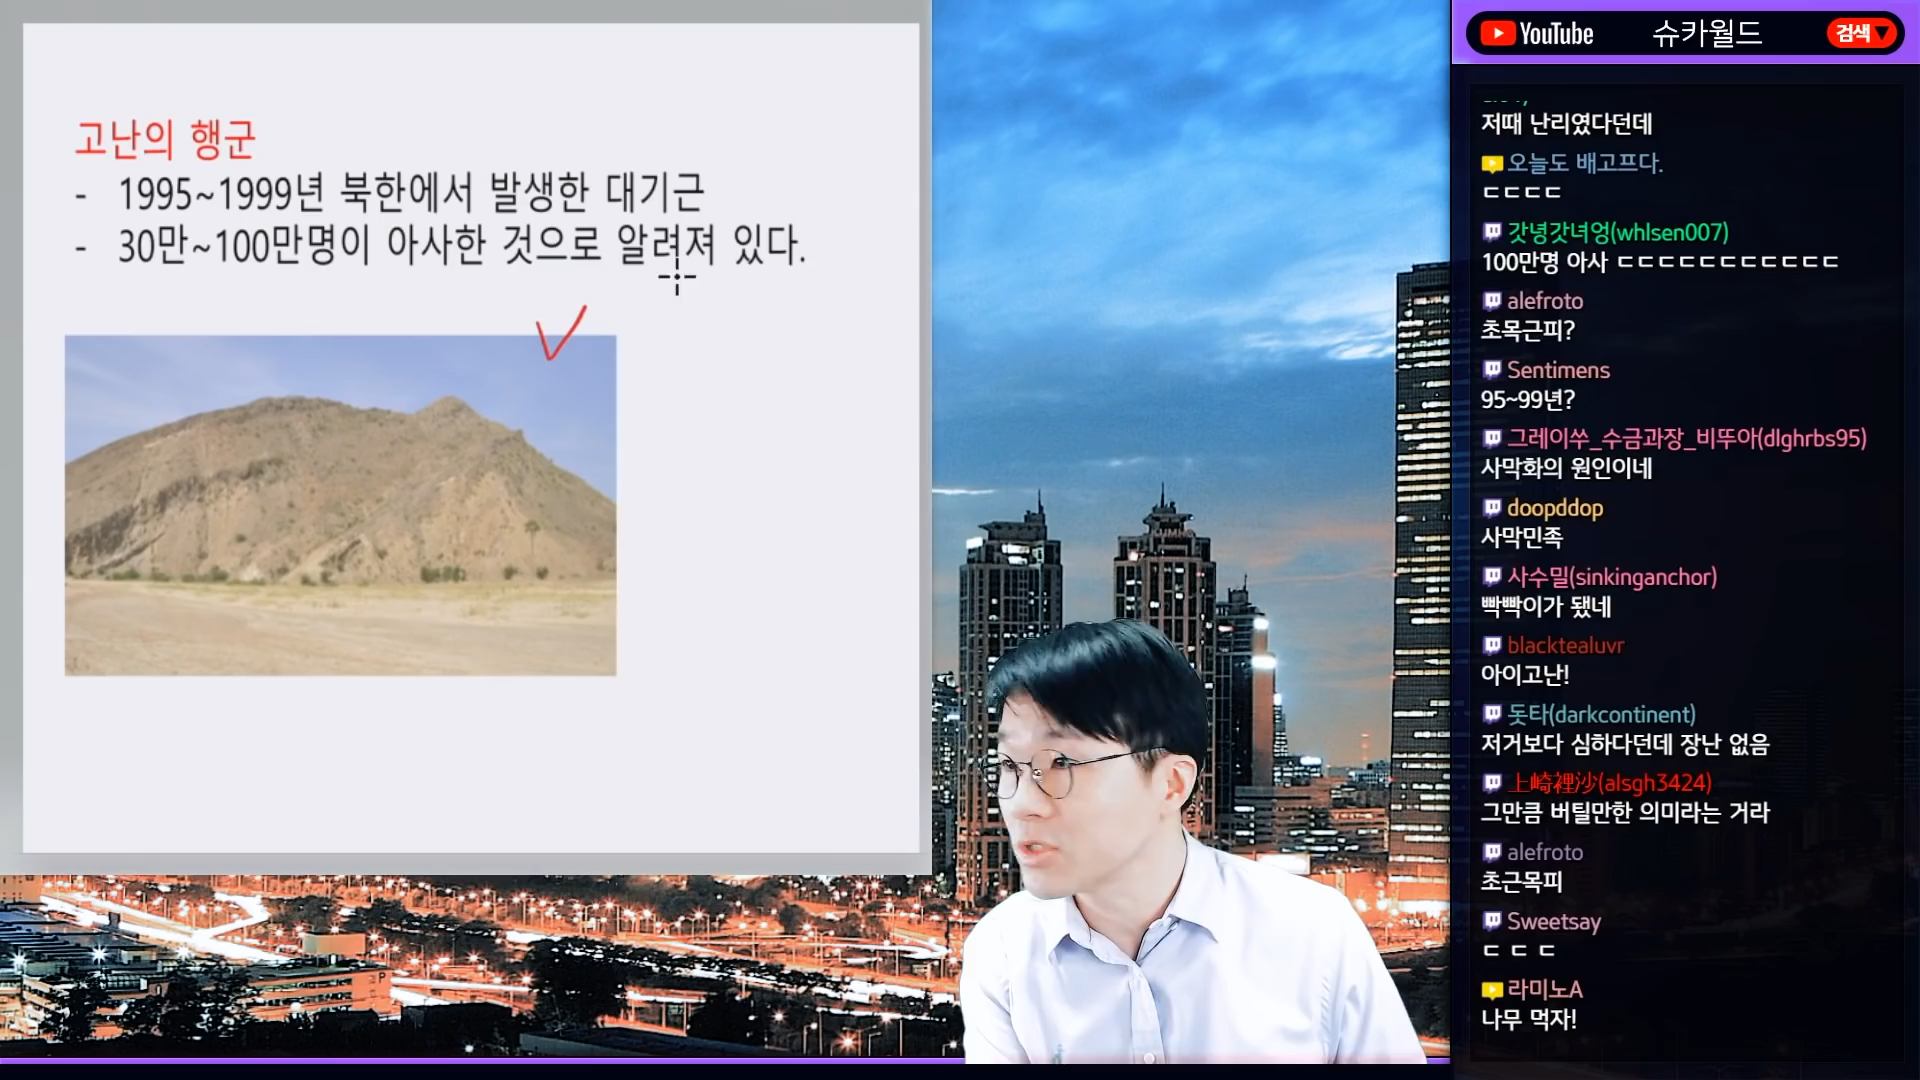 고난의 행군
- 1995~1999년 북한에서 발생한 대기근
- 30만~100만명이 아사한 것으로 알려져 있다.
YouTube 슈카월드 검색▼
저때 난리였다던데
오늘도 배고프다.
ㄷㄷㄷㄷ
갓녕갓녀엉(whlsen007)
100만명 아사 ㄷㄷㄷㄷㄷㄷㄷㄷㄷㄷㄷ
alefroto
초목근피?
Sentimens
95~99년?
그레이쑤_수금과장_비뚜아(dlghrbs95)
사막화의 원인이네
doopddop
사막민족
사수밀(sinkinganchor)
빡빡이가 됐네
blacktealuvr
아이고난!
돗타(darkcontinent)
저거보다 심하다던데 장난 없음
上崎裡沙(alsgh3424)
그만큼 버틸만한 의미라는 거라
alefroto
초근목피
Sweetsay
ㄷ ㄷ ㄷ
라미노A
나무 먹자!